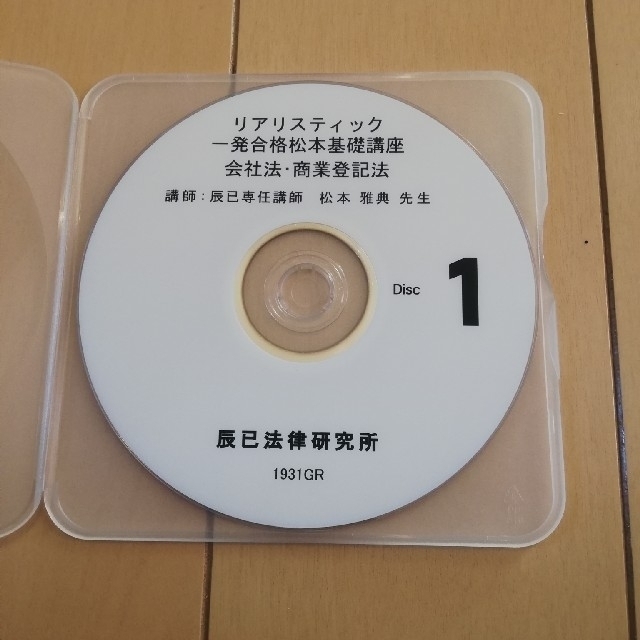 リアリスティック
一発合格松本基礎講座
会社法・商業登記法
講師：辰已専任講師　松本 雅典 先生
Disc 1
辰已法律研究所
1931GR